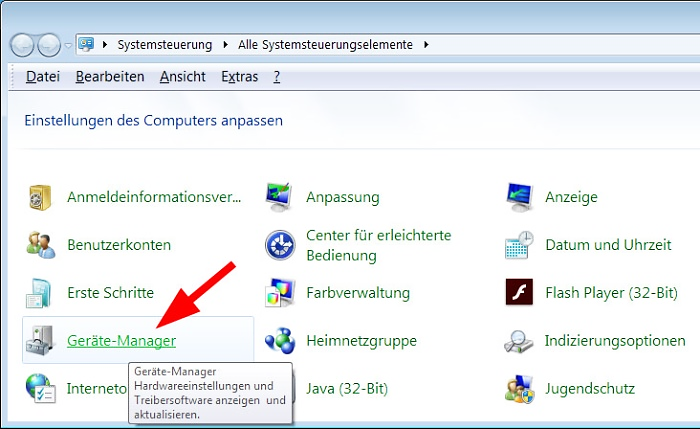 Systemsteuerung Alle Systemsteuerungselemente
Datei Bearbeiten Ansicht Extras ?
Einstellungen des Computers anpassen
Anmeldeinformationsver... Anpassung Anzeige
Benutzerkonten Center für erleichterte Bedienung Datum und Uhrzeit
Erste Schritte Farbverwaltung Flash Player (32-Bit)
Geräte-Manager Heimnetzgruppe Indizierungsoptionen
Interneto Java (32-Bit) Jugendschutz
Geräte-Manager
Hardwareeinstellungen und
Treibersoftware anzeigen und
aktualisieren.